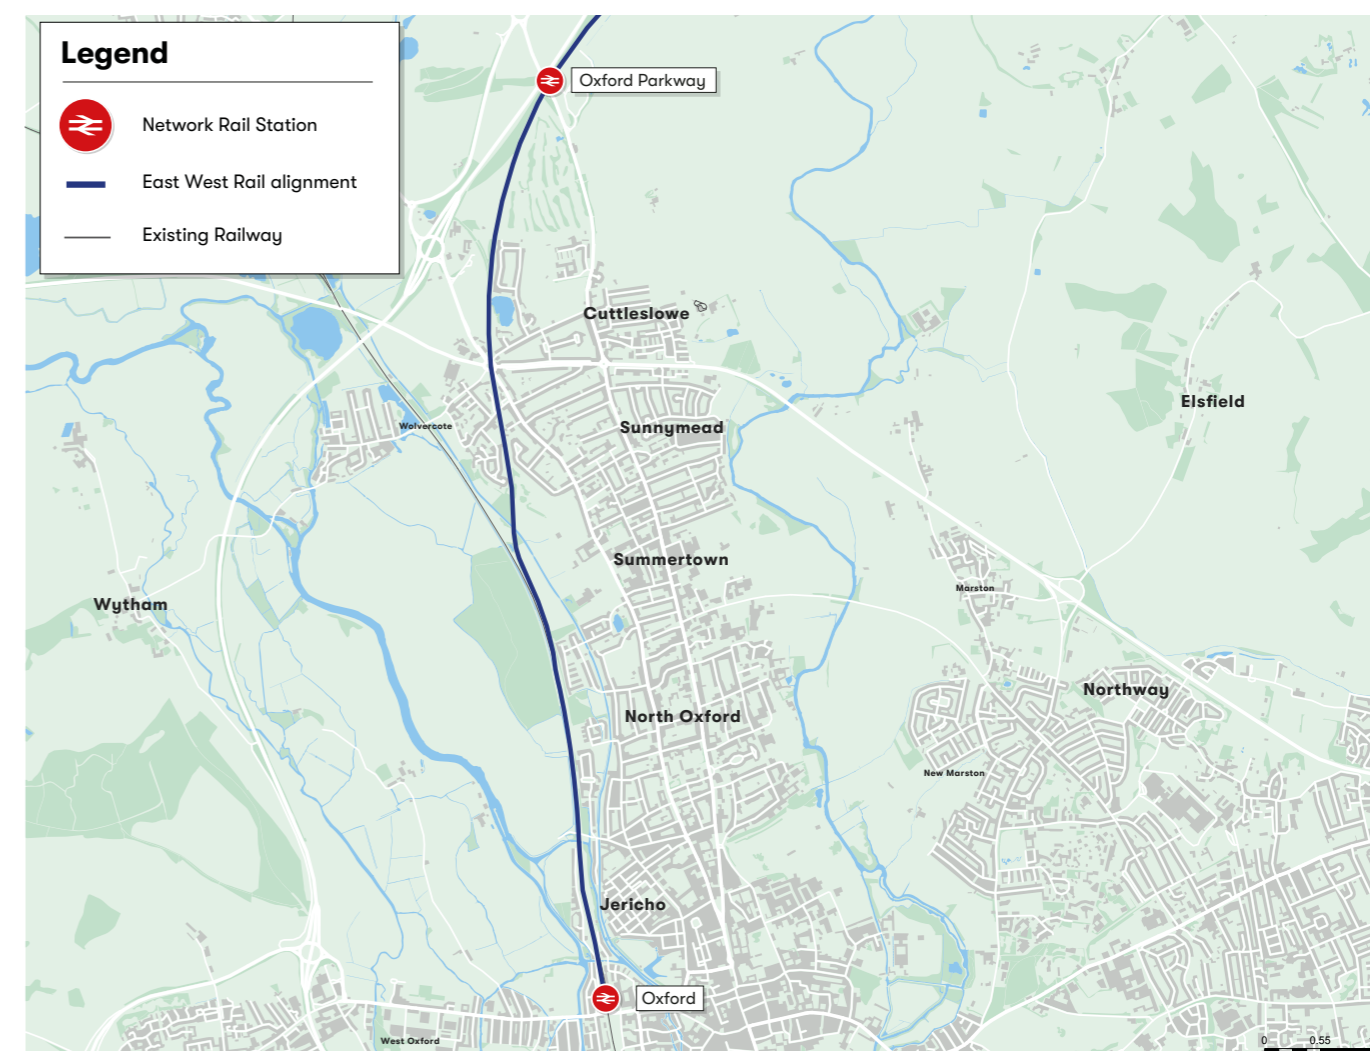 Legend
Network Rail Station
East West Rail alignment
Existing Railway
Oxford Parkway
Cuttleslowe
Elsfield
Wolvercote
Sunnymead
Summertown
Marston
Wytham
Northway
North Oxford
New Marston
Jericho
Oxford
West Oxford
0 0.55